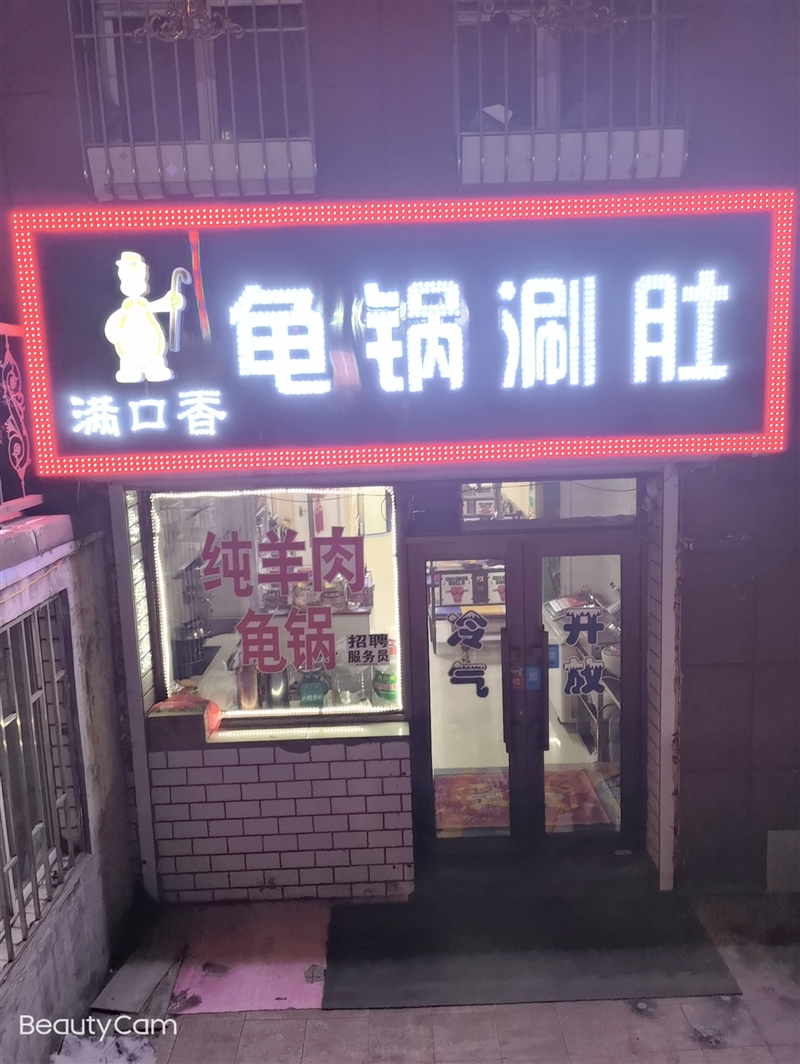 龟锅涮肚
满口香
纯羊肉
龟锅
招聘
服务员
冷气
开放
BeautyCam